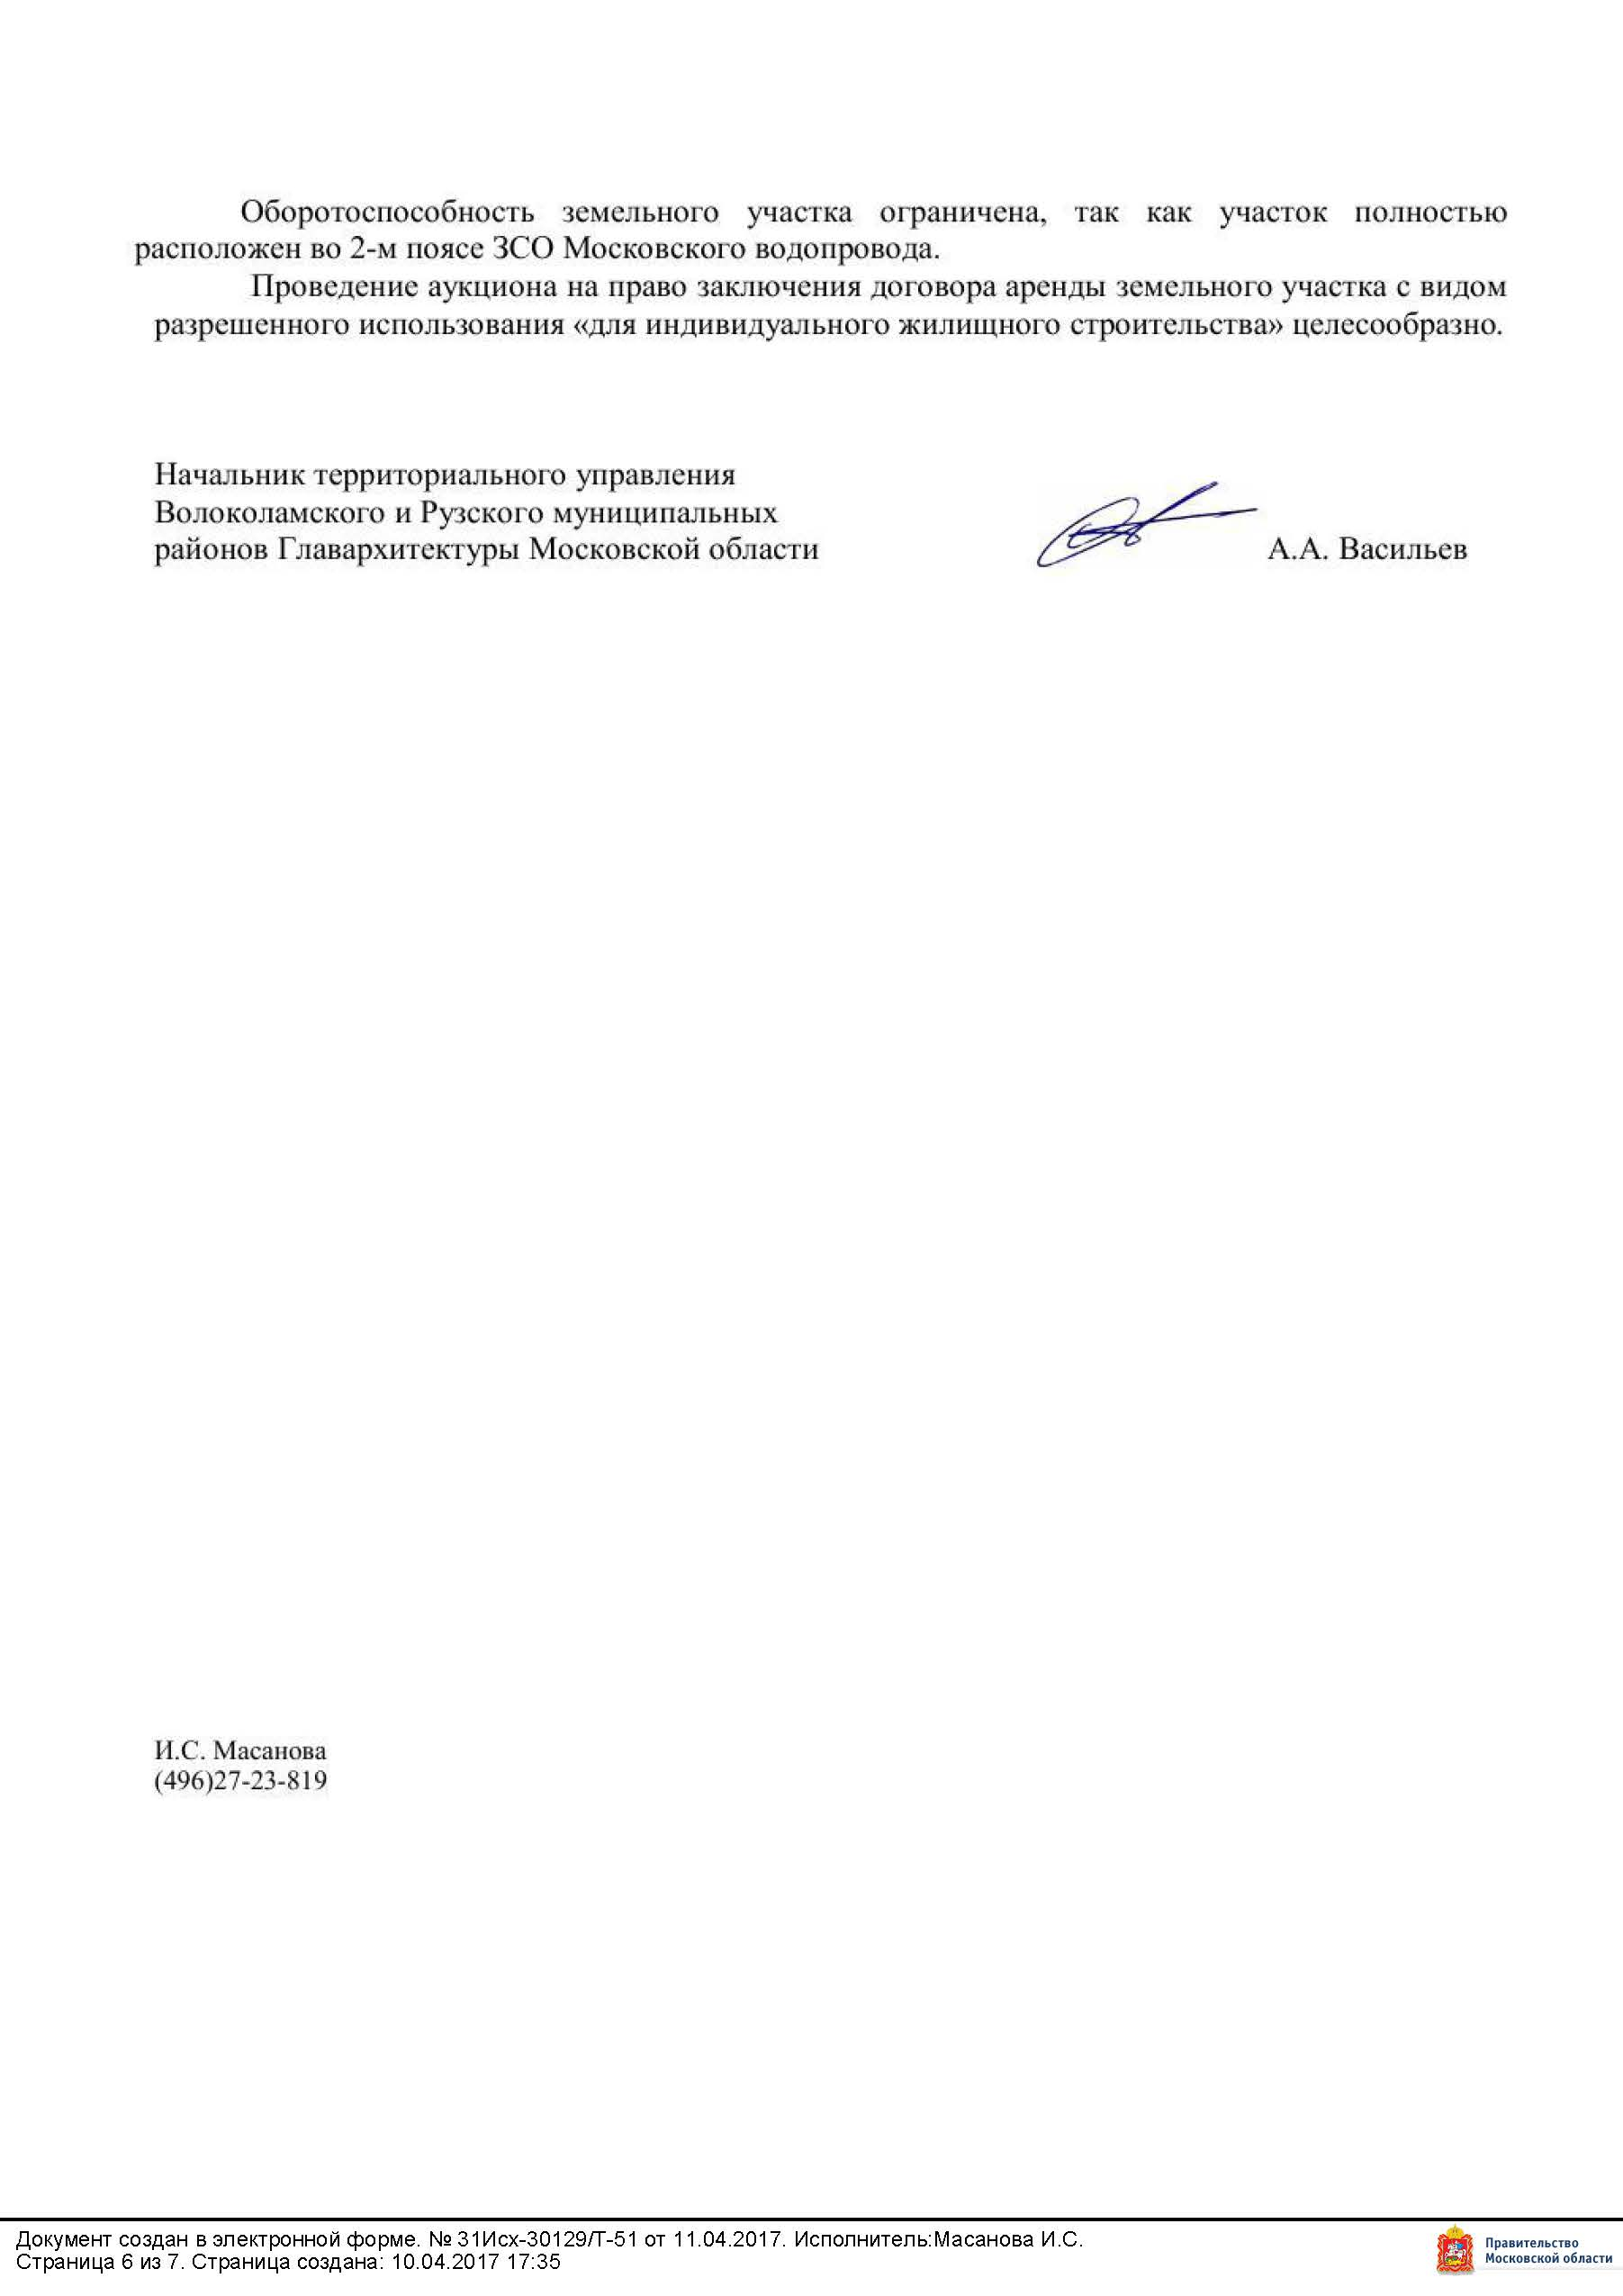 Оборотоспособность земельного участка ограничена, так как участок полностью
расположен во 2-м поясе ЗСО Московского водопровода.
Проведение аукциона на право заключения договора аренды земельного участка с видом
разрешенного использования «для индивидуального жилищного строительства» целесообразно.
Начальник территориального управления
Волоколамского и Рузского муниципальных
районов Главархитектуры Московской области
А.А. Васильев
И.С. Масанова
(496)27-23-819
Документ создан в электронной форме. № 31Исх-30129/Т-51 от 11.04.2017. Исполнитель:Масанова И.С.
Страница 6 из 7. Страница создана: 10.04.2017 17:35
Правительство
Московской области